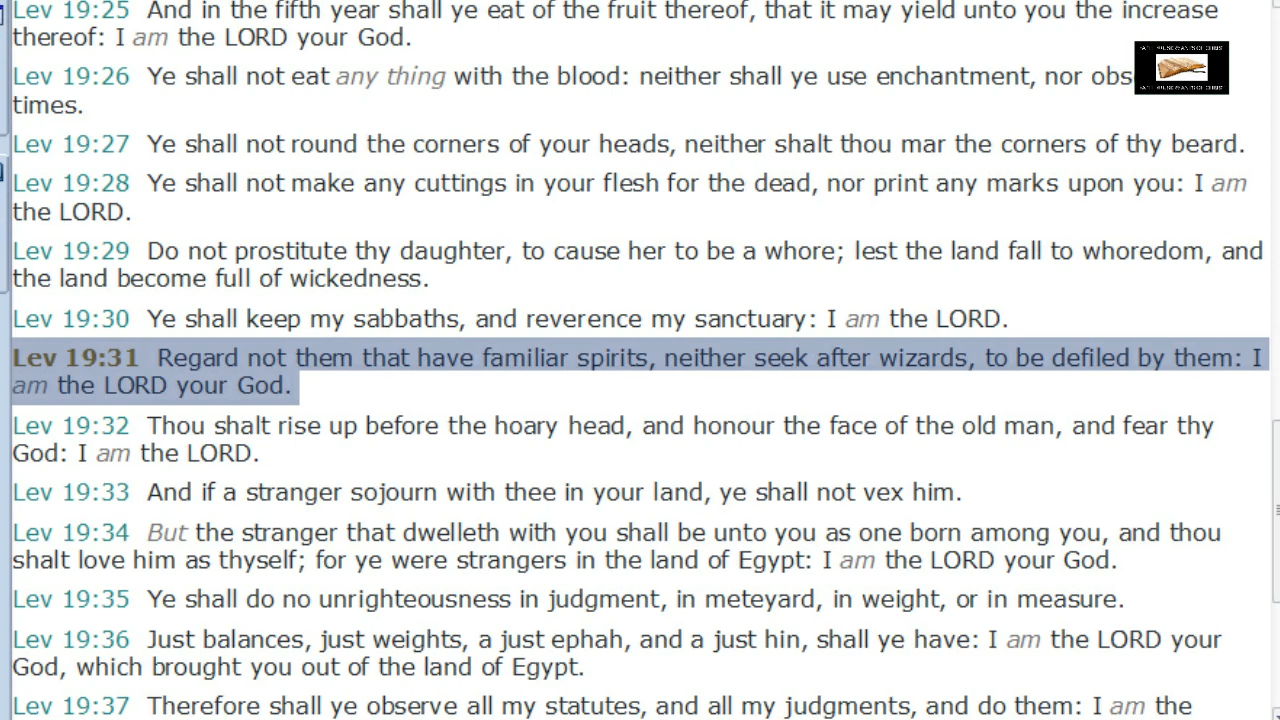 Lev 19:25 And in the fifth year shall ye eat of the fruit thereof, that it may yield unto you the increase
thereof: I am the LORD your God.
Lev 19:26 Ye shall not eat any thing with the blood: neither shall ye use enchantment, nor obs
times.
Lev 19:27 Ye shall not round the corners of your heads, neither shalt thou mar the corners of thy beard.
Lev 19:28 Ye shall not make any cuttings in your flesh for the dead, nor print any marks upon you: I am
the LORD.
Lev 19:29 Do not prostitute thy daughter, to cause her to be a whore; lest the land fall to whoredom, and
the land become full of wickedness.
Lev 19:30 Ye shall keep my sabbaths, and reverence my sanctuary: I am the LORD.
Lev 19:31 Regard not them that have familiar spirits, neither seek after wizards, to be defiled by them: I
am the LORD your God.
Lev 19:32 Thou shalt rise up before the hoary head, and honour the face of the old man, and fear thy
God: I am the LORD.
Lev 19:33 And if a stranger sojourn with thee in your land, ye shall not vex him.
Lev 19:34 But the stranger that dwelleth with you shall be unto you as one born among you, and thou
shalt love him as thyself; for ye were strangers in the land of Egypt: I am the LORD your God.
Lev 19:35 Ye shall do no unrighteousness in judgment, in meteyard, in weight, or in measure.
Lev 19:36 Just balances, just weights, a just ephah, and a just hin, shall ye have: I am the LORD your
God, which brought you out of the land of Egypt.
Lev 19:37 Therefore shall ye observe all my statutes, and all my judgments, and do them: I am the